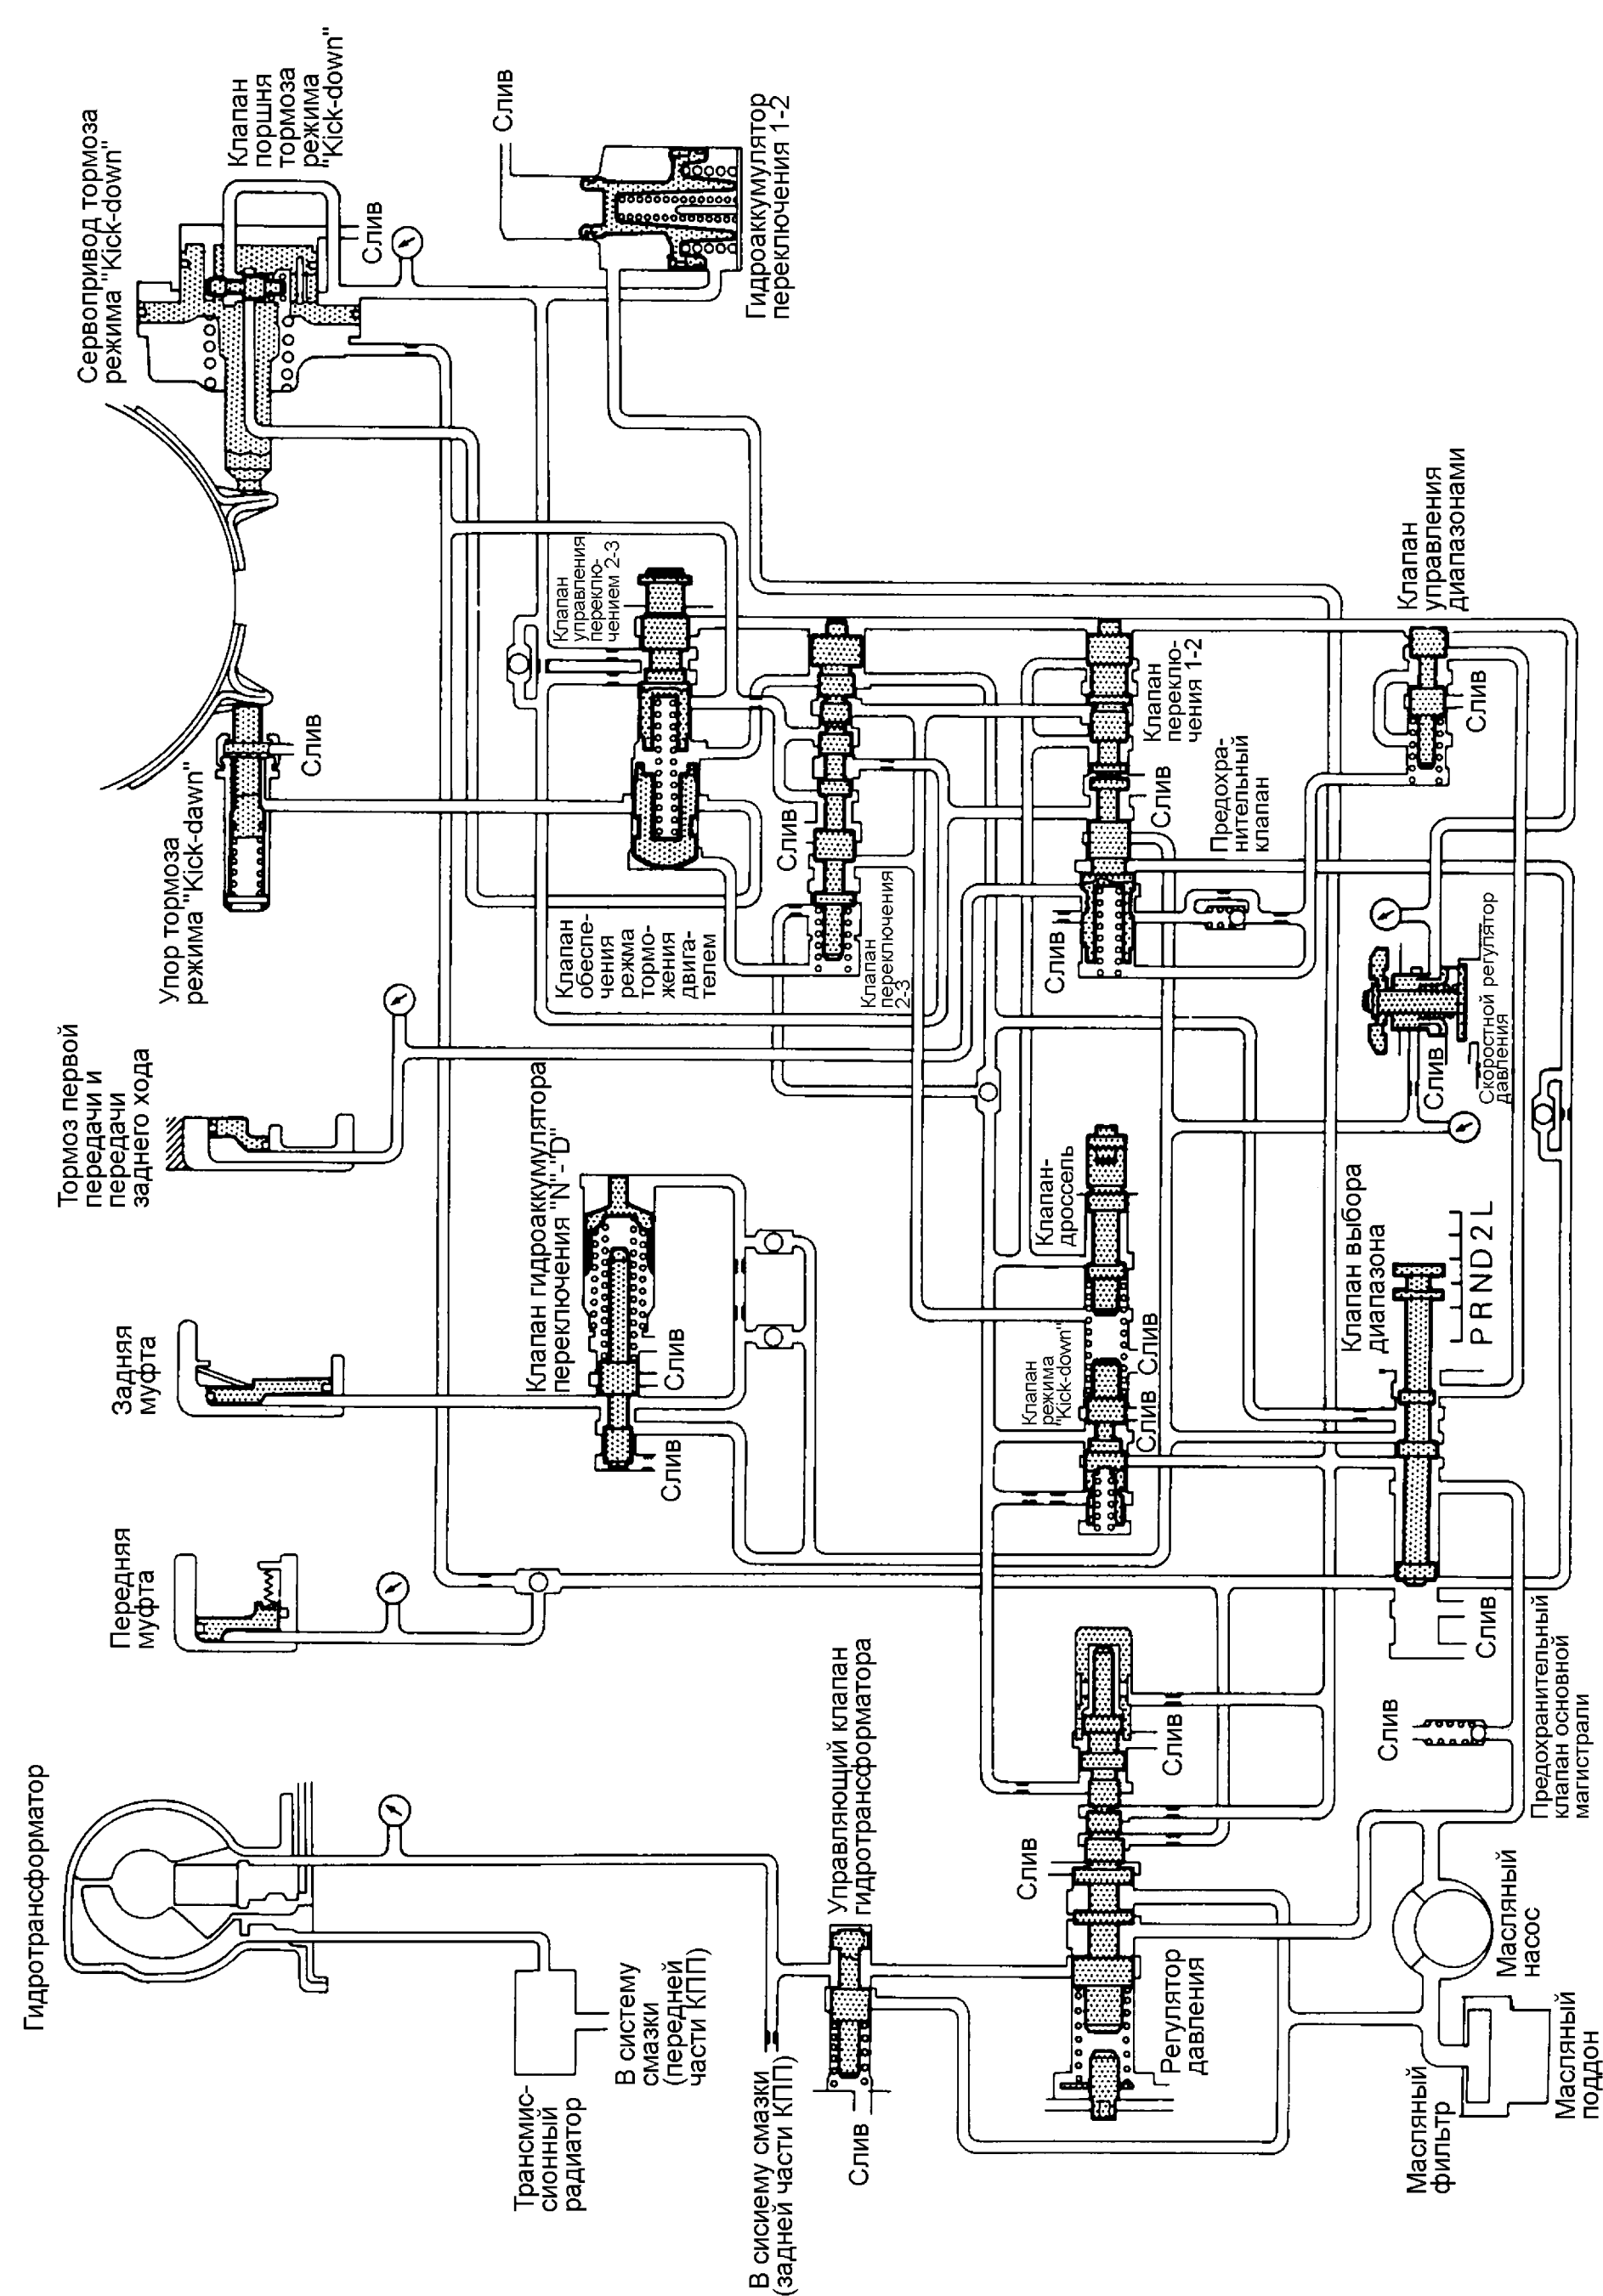 Гидротрансформатор
Передняя
муфта
Задняя
муфта
Тормоз первой
передачи и
передачи
заднего хода
Упор тормоза
режима "Kick-dawn"
Слив
Сервопривод тормоза
режима "Kick-down"
Клапан
поршня
тормоза
режима
"Kick-down"
Слив
Слив
Гидроаккумулятор
переключения 1-2
Трансмис-
сионный
радиатор
В систему
смазки
(передней
части КПП)
В сисиему смазки
(задней части КПП)
Слив
Управляющий клапан
гидротрансформатора
Клапан гидроаккумулятора
переключения "N"-"D"
Слив
Слив
Клапан
обеспе-
чения
режма
тормо-
жения
двига-
телем
Клапан
управления
переклю-
чением 2-3
Слив
Клапан
переключения
2-3
Слив
Слив
Регулятор
давления
Клапан
режима
"Kick-down"
Слив
Слив
Клапан-
дроссель
Слив
Слив
Клапан
переклю-
чения 1-2
Предохра-
нительный
клапан
Клапан
управления
диапазонами
Слив
Слив
Скоростной регулятор
давления
Клапан выбора
диапазона
P R N D 2 L
Слив
Слив
Предохранительный
клапан основной
магистрали
Масляный
насос
Масляный
фильтр
Масляный
поддон